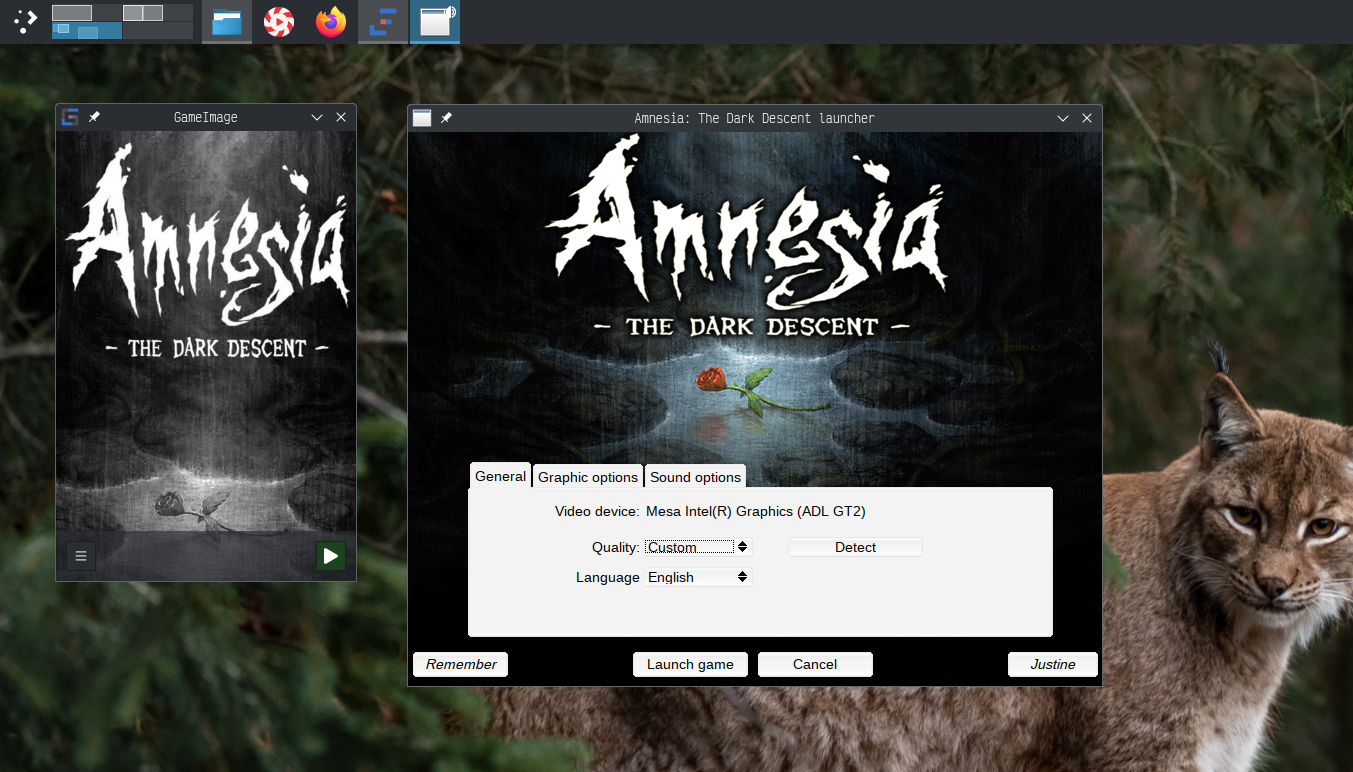 GameImage
Amnesia
- THE DARK DESCENT -
Amnesia: The Dark Descent launcher
Amnesia
- THE DARK DESCENT -
General
Graphic options
Sound options
Video device: Mesa Intel(R) Graphics (ADL GT2)
Quality: Custom
Detect
Language English
Remember
Launch game
Cancel
Justine